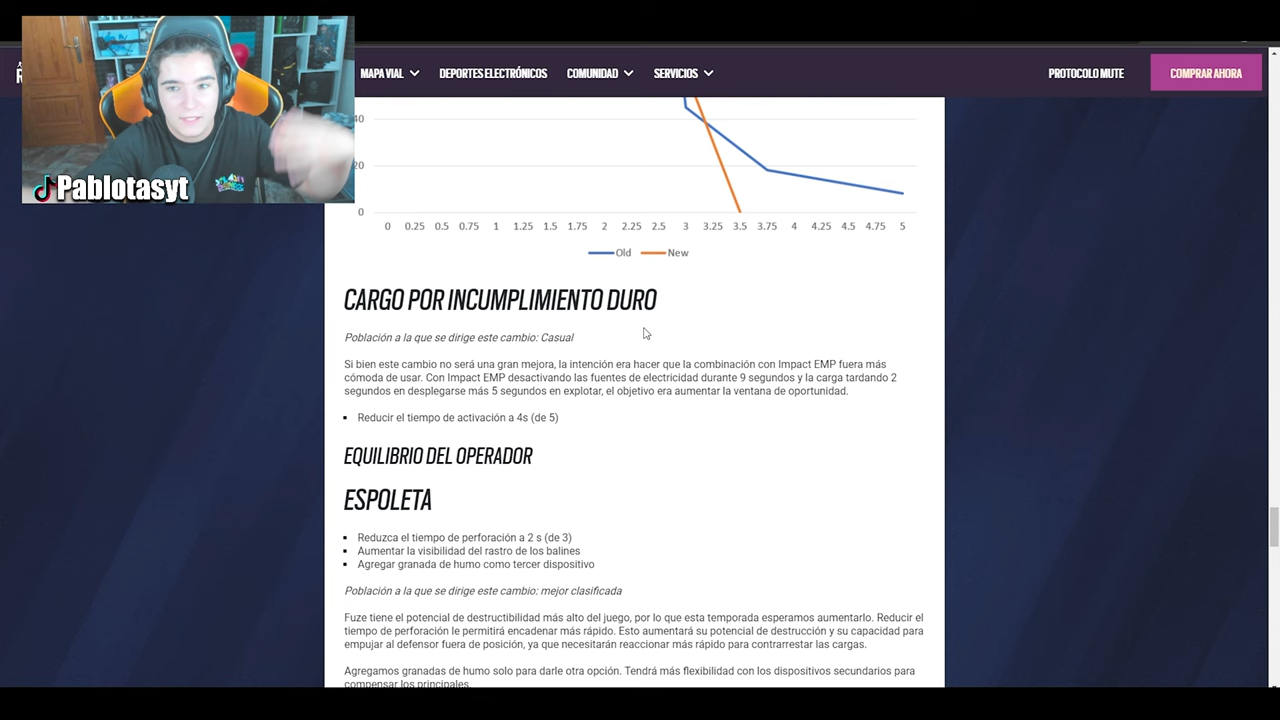 MAPA VIAL
DEPORTES ELECTRÓNICOS
COMUNIDAD
SERVICIOS
PROTOCOLO MUTE
COMPRAR AHORA
Pablotasyt
40
20
0
0 0.25 0.5 0.75 1 1.25 1.5 1.75 2 2.25 2.5 2.75 3 3.25 3.5 3.75 4 4.25 4.5 4.75 5
Old New
CARGO POR INCUMPLIMIENTO DURO
Población a la que se dirige este cambio: Casual
Si bien este cambio no será una gran mejora, la intención era hacer que la combinación con Impact EMP fuera más
cómoda de usar. Con Impact EMP desactivando las fuentes de electricidad durante 9 segundos y la carga tardando 2
segundos en desplegarse más 5 segundos en explotar, el objetivo era aumentar la ventana de oportunidad.
Reducir el tiempo de activación a 4s (de 5)
EQUILIBRIO DEL OPERADOR
ESPOLETA
Reduzca el tiempo de perforación a 2 s (de 3)
Aumentar la visibilidad del rastro de los balines
Agregar granada de humo como tercer dispositivo
Población a la que se dirige este cambio: mejor clasificada
Fuze tiene el potencial de destructibilidad más alto del juego, por lo que esta temporada esperamos aumentarlo. Reducir el
tiempo de perforación le permitirá encadenar más rápido. Esto aumentará su potencial de destrucción y su capacidad para
empujar al defensor fuera de posición, ya que necesitarán reaccionar más rápido para contrarrestar las cargas.
Agregamos granadas de humo solo para darle otra opción. Tendrá más flexibilidad con los dispositivos secundarios para
compensar los principales.